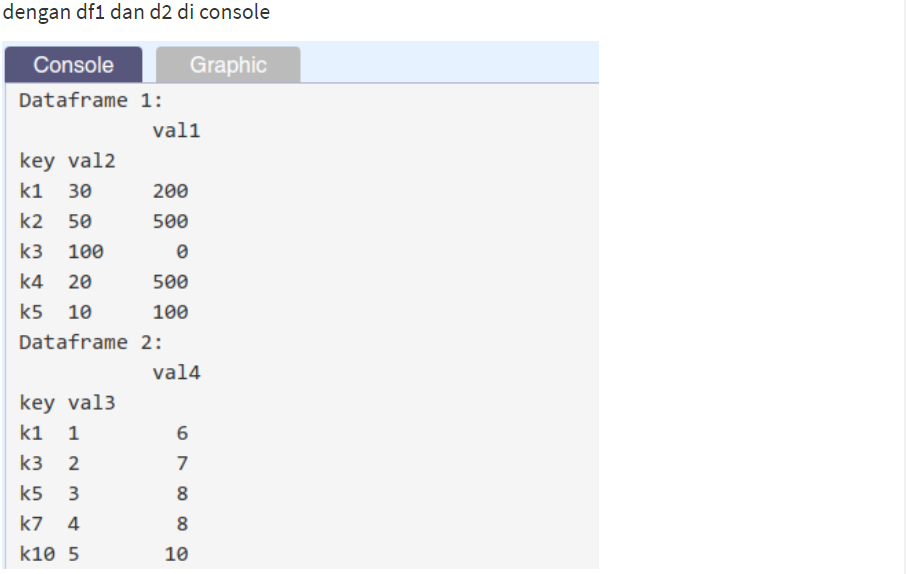 dengan df1 dan d2 di console
Console Graphic
Dataframe 1:
val1
key val2
k1 30 200
k2 50 500
k3 100 0
k4 20 500
k5 10 100
Dataframe 2:
val4
key val3
k1 1 6
k3 2 7
k5 3 8
k7 4 8
k10 5 10